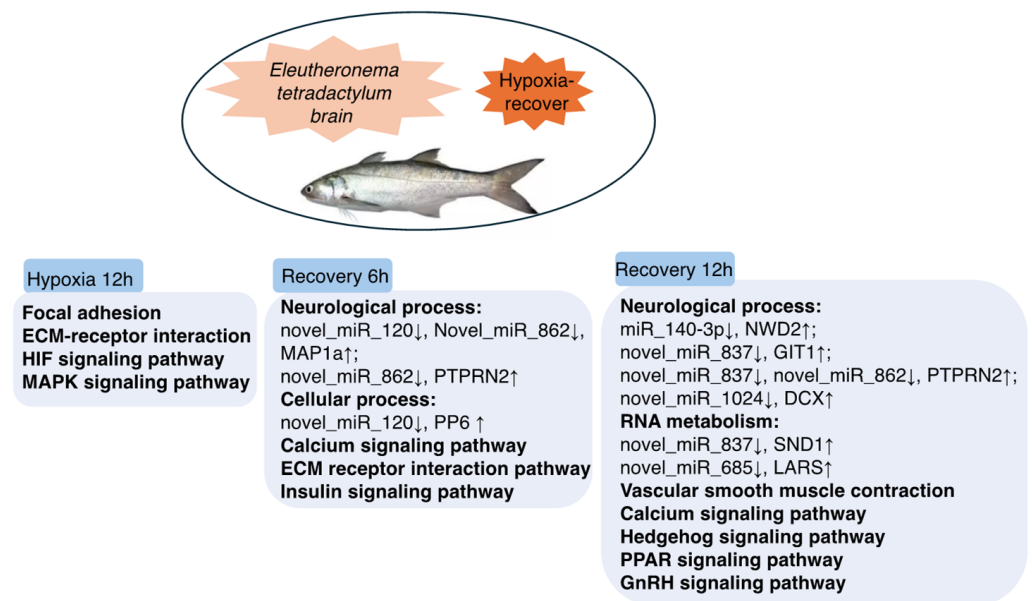 Eleutheronema
tetradactylum
brain
Hypoxia-
recover
Hypoxia 12h
Focal adhesion
ECM-receptor interaction
HIF signaling pathway
MAPK signaling pathway
Recovery 6h
Neurological process:
novel_miR_120↓, Novel_miR_862↓,
MAP1a↑;
novel_miR_862↓, PTPRN2↑
Cellular process:
novel_miR_120↓, PP6 ↑
Calcium signaling pathway
ECM receptor interaction pathway
Insulin signaling pathway
Recovery 12h
Neurological process:
miR_140-3p↓, NWD2↑;
novel_miR_837↓, GIT1↑;
novel_miR_837↓, novel_miR_862↓, PTPRN2↑;
novel_miR_1024↓, DCX↑
RNA metabolism:
novel_miR_837↓, SND1↑
novel_miR_685↓, LARS↑
Vascular smooth muscle contraction
Calcium signaling pathway
Hedgehog signaling pathway
PPAR signaling pathway
GnRH signaling pathway